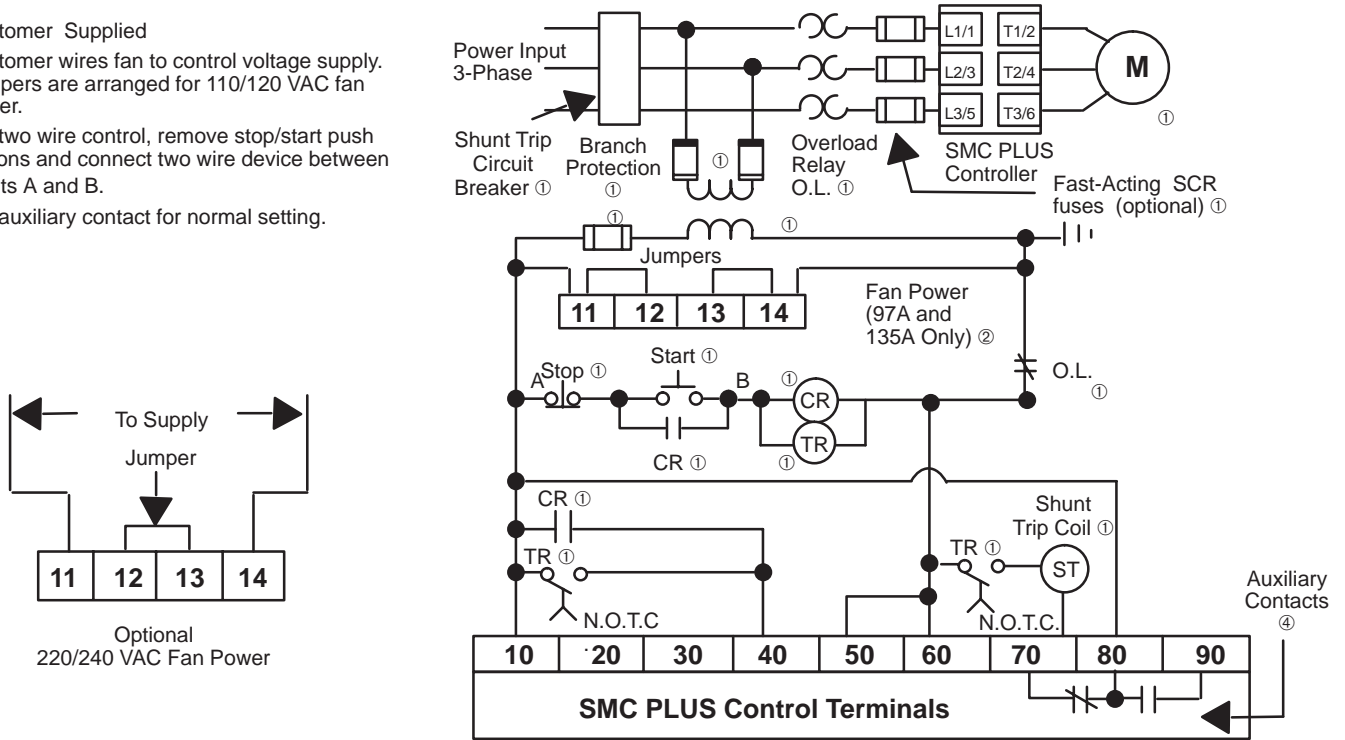 tomer Supplied
tomer wires fan to control voltage supply.
pers are arranged for 110/120 VAC fan
er.
two wire control, remove stop/start push
ons and connect two wire device between
ts A and B.
auxiliary contact for normal setting.
Power Input
3-Phase
L1/1 T1/2
L2/3 T2/4
L3/5 T3/6
M
①
Shunt Trip
Circuit
Breaker ①
Branch
Protection
①
①
Overload
Relay
O.L. ①
SMC PLUS
Controller
Fast-Acting SCR
fuses (optional) ①
①
①
Jumpers
11 12 13 14
Fan Power
(97A and
135A Only) ②
O.L.
①
A
Stop ①
Start ①
B
①
CR
TR
①
CR ①
To Supply
Jumper
11 12 13 14
Optional
220/240 VAC Fan Power
CR ①
TR ①
N.O.T.C
Shunt
Trip Coil ①
TR ①
ST
N.O.T.C.
Auxiliary
Contacts
④
10 20 30 40 50 60 70 80 90
SMC PLUS Control Terminals